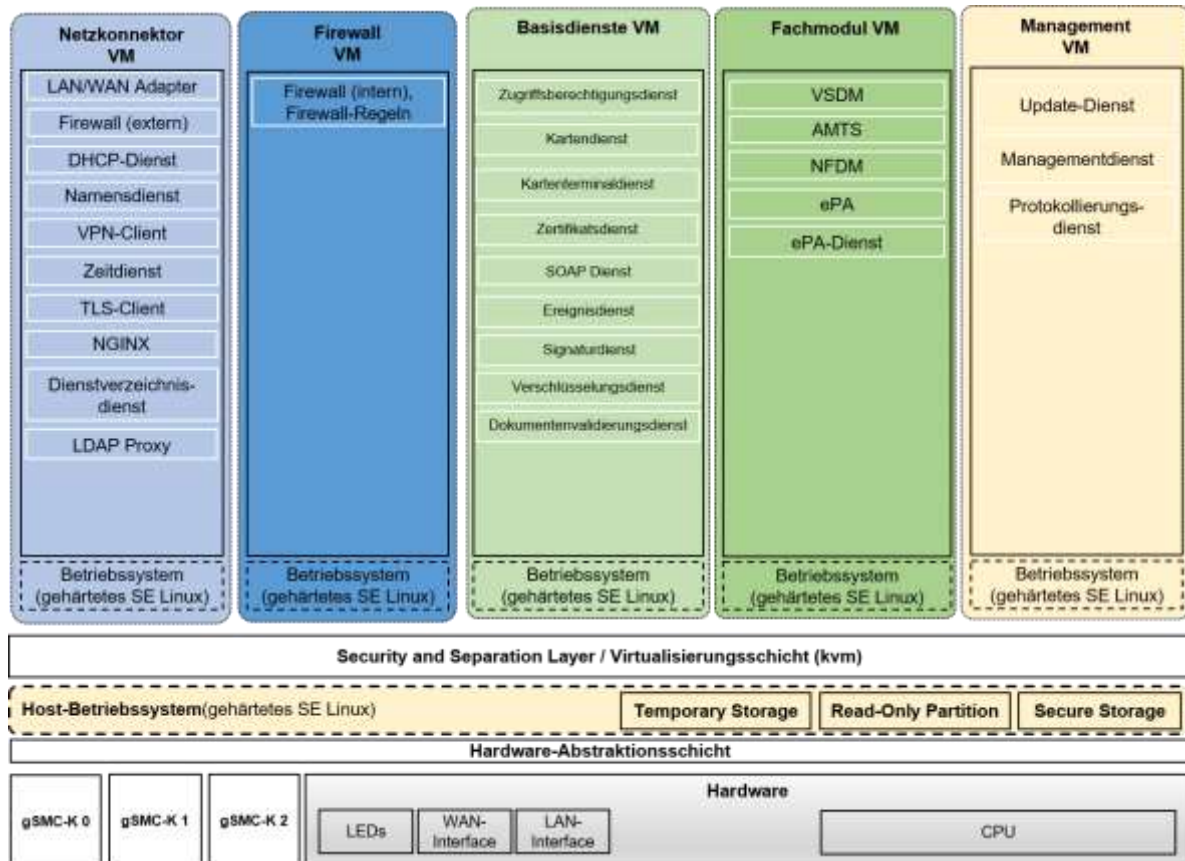 Netzkonnektor
VM
LAN/WAN Adapter
Firewall (extern)
DHCP-Dienst
Namensdienst
VPN-Client
Zeitdienst
TLS-Client
NGINX
Dienstverzeichnis-
dienst
LDAP Proxy
Betriebssystem
(gehärtetes SE Linux)
Firewall
VM
Firewall (intern),
Firewall-Regeln
Betriebssystem
(gehärtetes SE Linux)
Basisdienste VM
Zugriffsberechtigungsdienst
Kartendienst
Kartenterminaldienst
Zertifikatsdienst
SOAP Dienst
Ereignisdienst
Signaturdienst
Verschlüsselungsdienst
Dokumentenvalidierungsdienst
Betriebssystem
(gehärtetes SE Linux)
Fachmodul VM
VSDM
AMTS
NFDM
ePA
ePA-Dienst
Betriebssystem
(gehärtetes SE Linux)
Management
VM
Update-Dienst
Managementdienst
Protokollierungs-
dienst
Betriebssystem
(gehärtetes SE Linux)
Security and Separation Layer / Virtualisierungsschicht (kvm)
Host-Betriebssystem(gehärtetes SE Linux)
Temporary Storage
Read-Only Partition
Secure Storage
Hardware-Abstraktionsschicht
gSMC-K 0
gSMC-K 1
gSMC-K 2
Hardware
LEDs
WAN-
Interface
LAN-
Interface
CPU